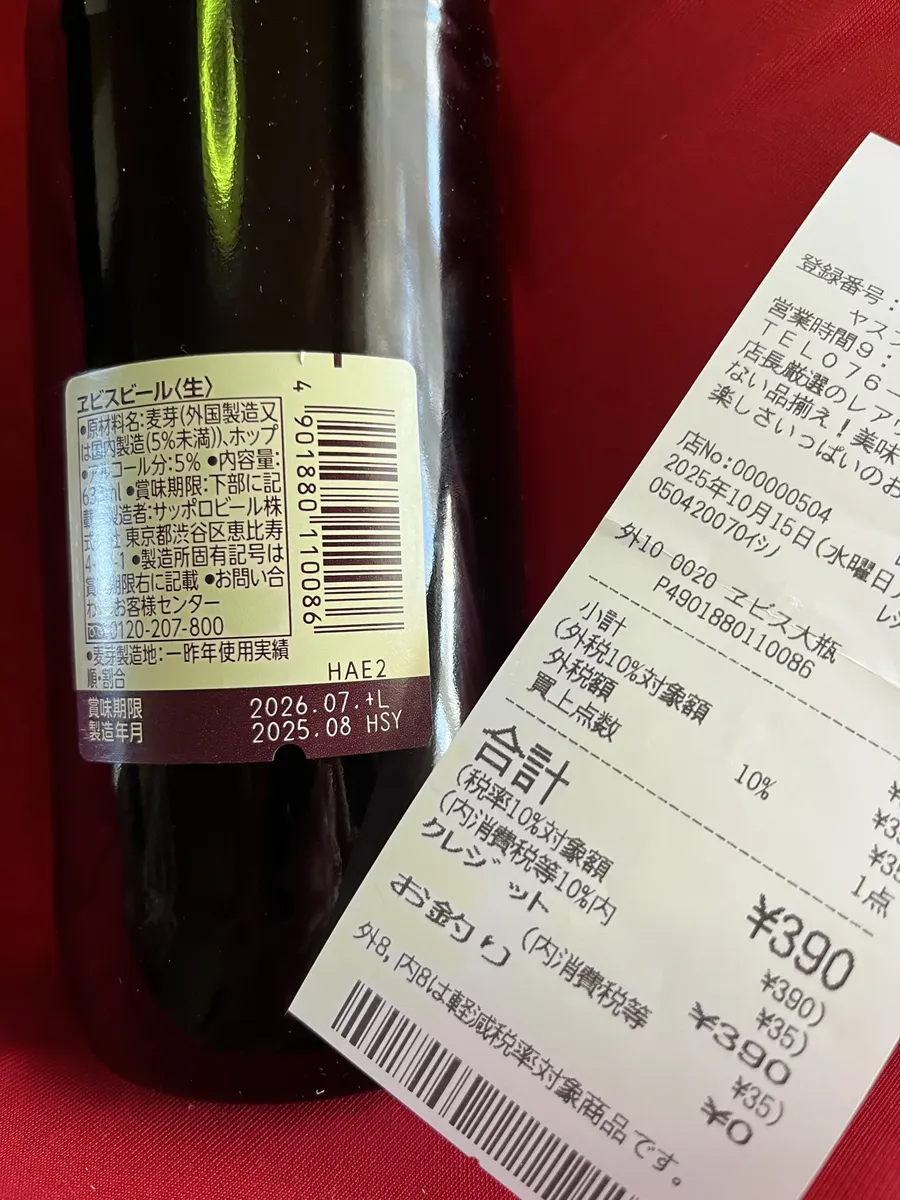 ヱビスビール〈生〉
●原材料名:麦芽(外国製造又
は国内製造(5%未満))、ホップ
●アルコール分:5% ●内容量:
633ml ●賞味期限:下部に記
載 製造者:サッポロビール株
式 社 東京都渋谷区恵比寿
4- -1 ●製造所固有記号は
賞 期限右に記載 ●お問い合
わ お客様センター
0120-207-800
●麦芽製造地:一昨年使用実績
順・割合
4 901880 110086
HAE2
賞味期限 2026.07.+L
製造年月 2025.08 HSY
登録番号:
ヤスブ
営業時間9:
TEL076-
店長厳選のレア
ない品揃え!美味
楽しさいっぱいのお
店No:00000504
2025年10月15日(水曜日)
050420070イシノ レジ
外10-0020 ヱビス大瓶
P4901880110086
小計
(外税10%対象額 ¥3
外税額 10% ¥35
買上点数 1点
合計 ¥390
(税率10%対象額 ¥390)
(内消費税等10%内 ¥35)
クレジット ¥390
(内消費税等 ¥35)
お釣り ¥0
外8,内8は軽減税率対象商品です。